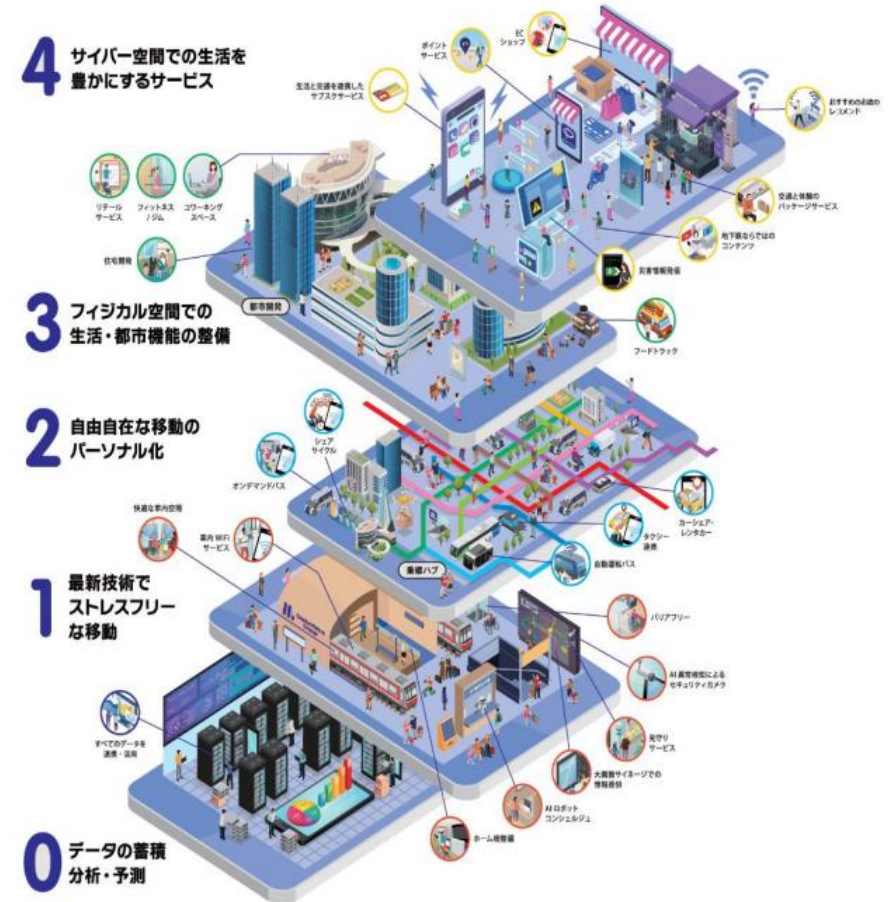 4
サイバー空間での生活を
豊かにするサービス
ポイント
サービス
EC
ショップ
生活と交通を連携した
サブスクサービス
おすすめのお店の
レコメンド
リテール
サービス
フィットネス
/ジム
コワーキング
スペース
交通と体験の
パッケージサービス
地下鉄ならではの
コンテンツ
住宅開発
災害情報発信
都市開発
3
フィジカル空間での
生活・都市機能の整備
フードトラック
2
自由自在な移動の
パーソナル化
シェア
サイクル
オンデマンドバス
カーシェア・
レンタカー
タクシー
連携
自動運転バス
乗継ハブ
快適な車内空間
車内WiFi
サービス
1
最新技術で
ストレスフリー
な移動
バリアフリー
AI異常検知による
セキュリティカメラ
見守り
サービス
大画面サイネージでの
情報提供
AIロボット
コンシェルジュ
ホーム柵整備
すべてのデータを
連携・活用
0
データの蓄積
分析・予測